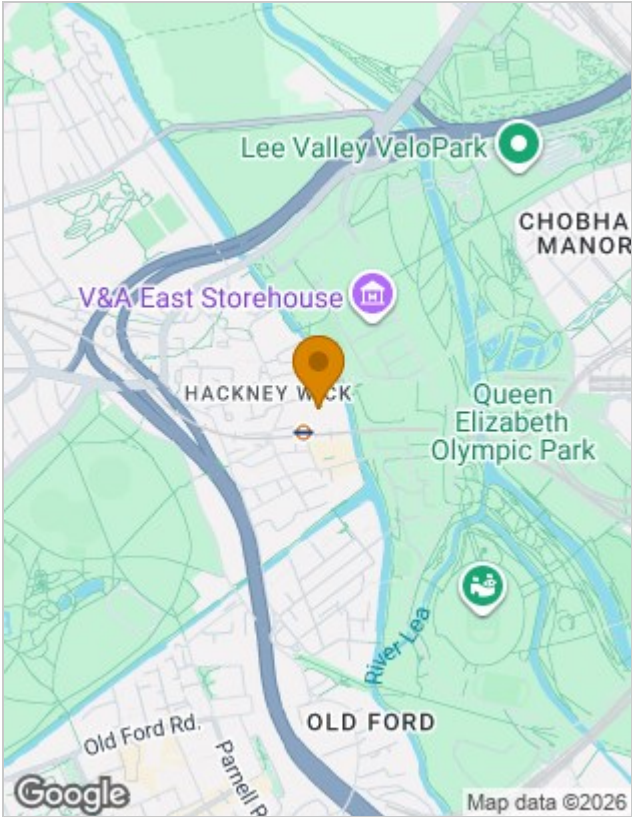 Lee Valley VeloPark
CHOBHA
MANOR
V&A East Storehouse
HACKNEY WICK
Queen
Elizabeth
Olympic Park
River Lea
OLD FORD
Old Ford Rd.
Parnell R
Google
Map data ©2026